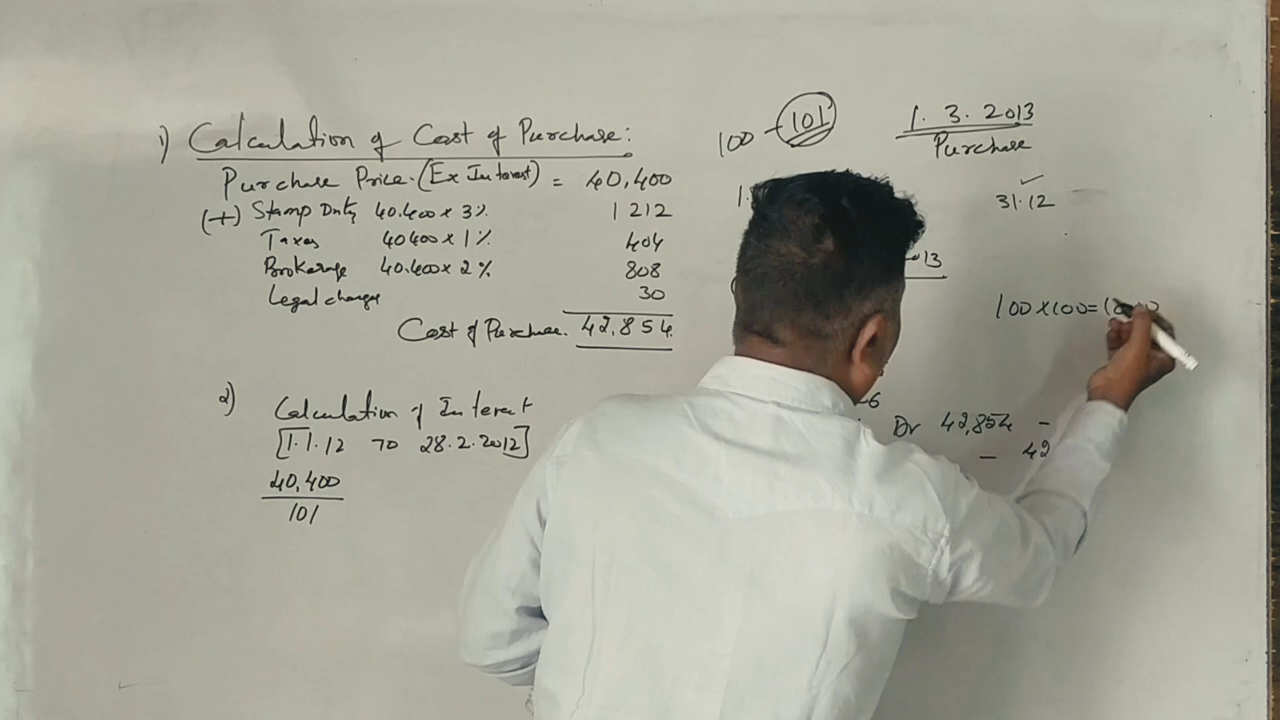 1) Calculation of Cost of Purchase:
Purchase Price (Ex Interest) = 40,400
(+) Stamp Duty 40.400 x 3% 1212
Taxes 40400 x 1% 404
Brokerage 40.400 x 2% 808
Legal charges 30
Cost of Purchase. 42,854
2) Calculation of Interest
[1.1.12 To 28.2.2012]
40,400
101
100 - 101
1. 3. 2013
Purchase
1.
31.12
13
100 x 100 =
6
Dr 42,854 -
- 42